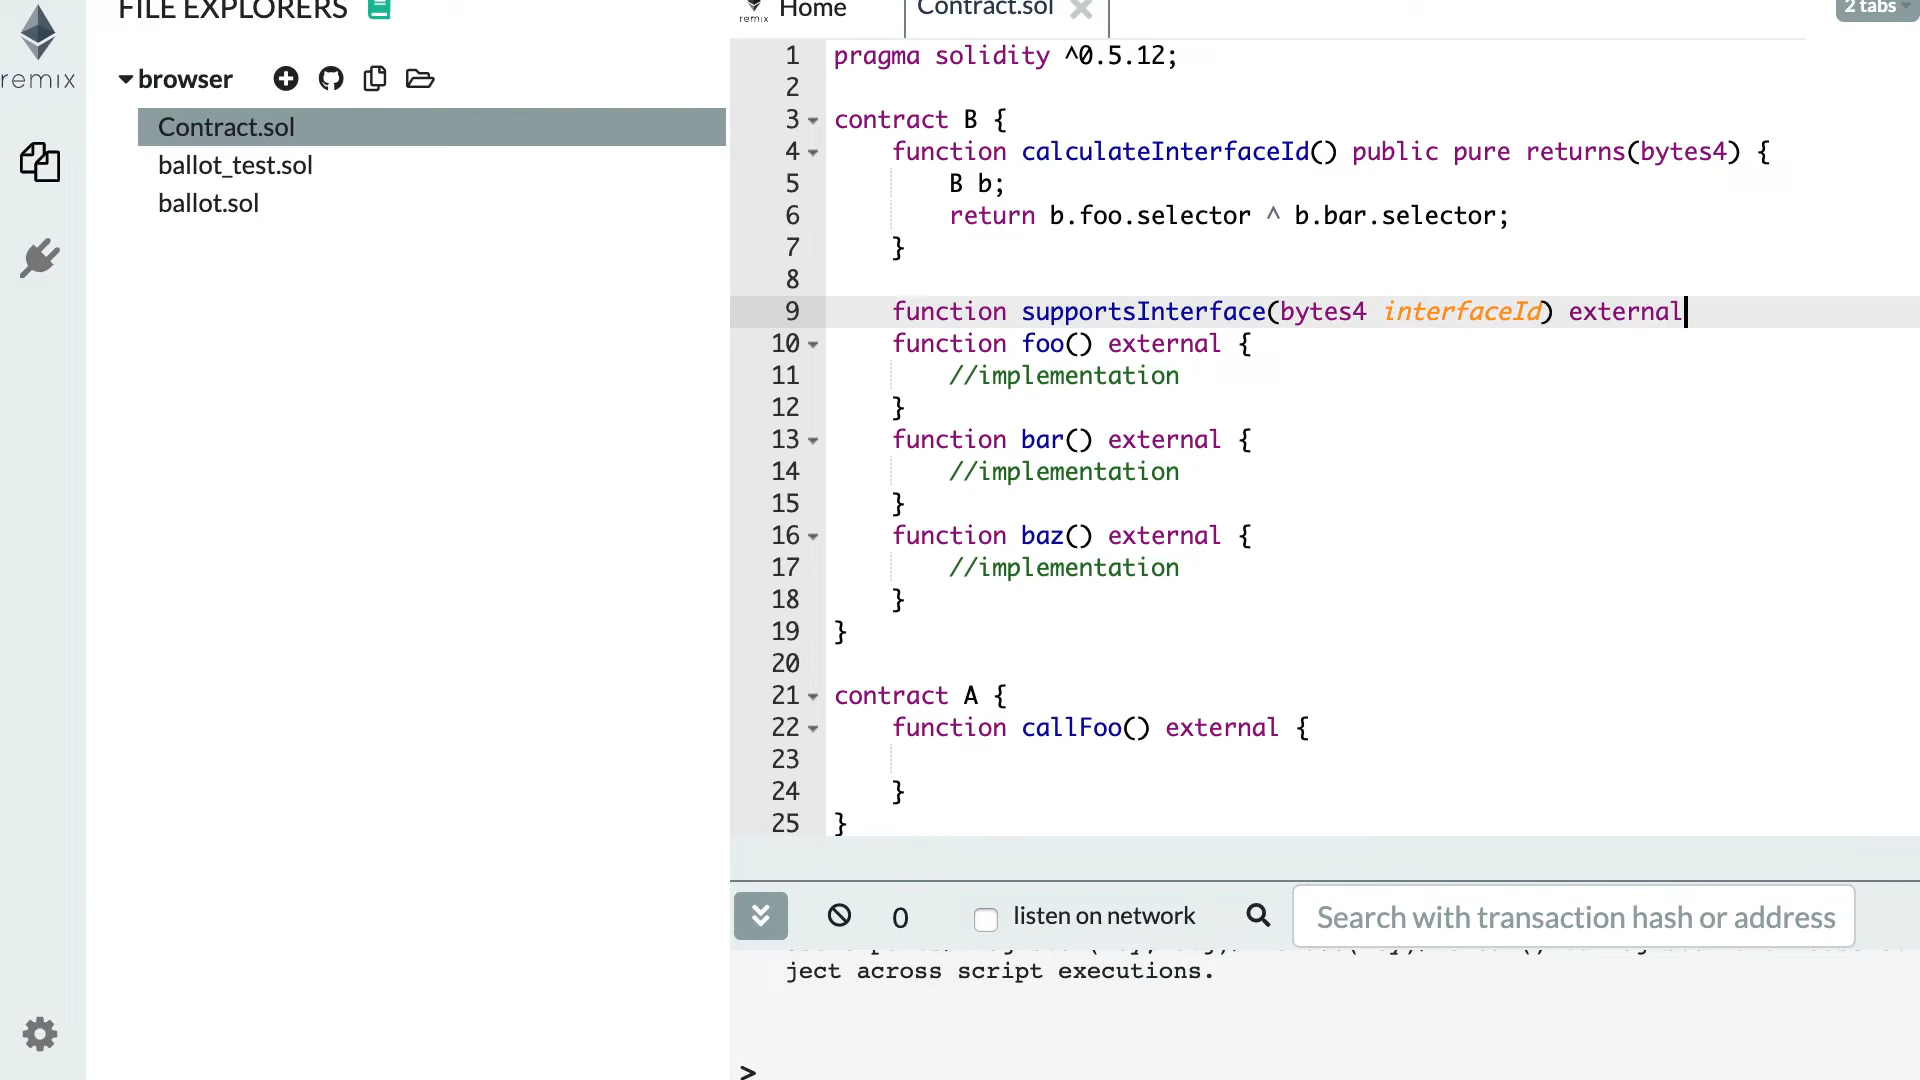 FILE EXPLORERS
remix
browser
Contract.sol
ballot_test.sol
ballot.sol
remix
Home
Contract.sol
2 tabs
1 pragma solidity ^0.5.12;
2
3 contract B {
4 function calculateInterfaceId() public pure returns(bytes4) {
5 B b;
6 return b.foo.selector ^ b.bar.selector;
7 }
8
9 function supportsInterface(bytes4 interfaceId) external
10 function foo() external {
11 //implementation
12 }
13 function bar() external {
14 //implementation
15 }
16 function baz() external {
17 //implementation
18 }
19 }
20
21 contract A {
22 function callFoo() external {
23
24 }
25 }
0 listen on network Search with transaction hash or address
ject across script executions.
>